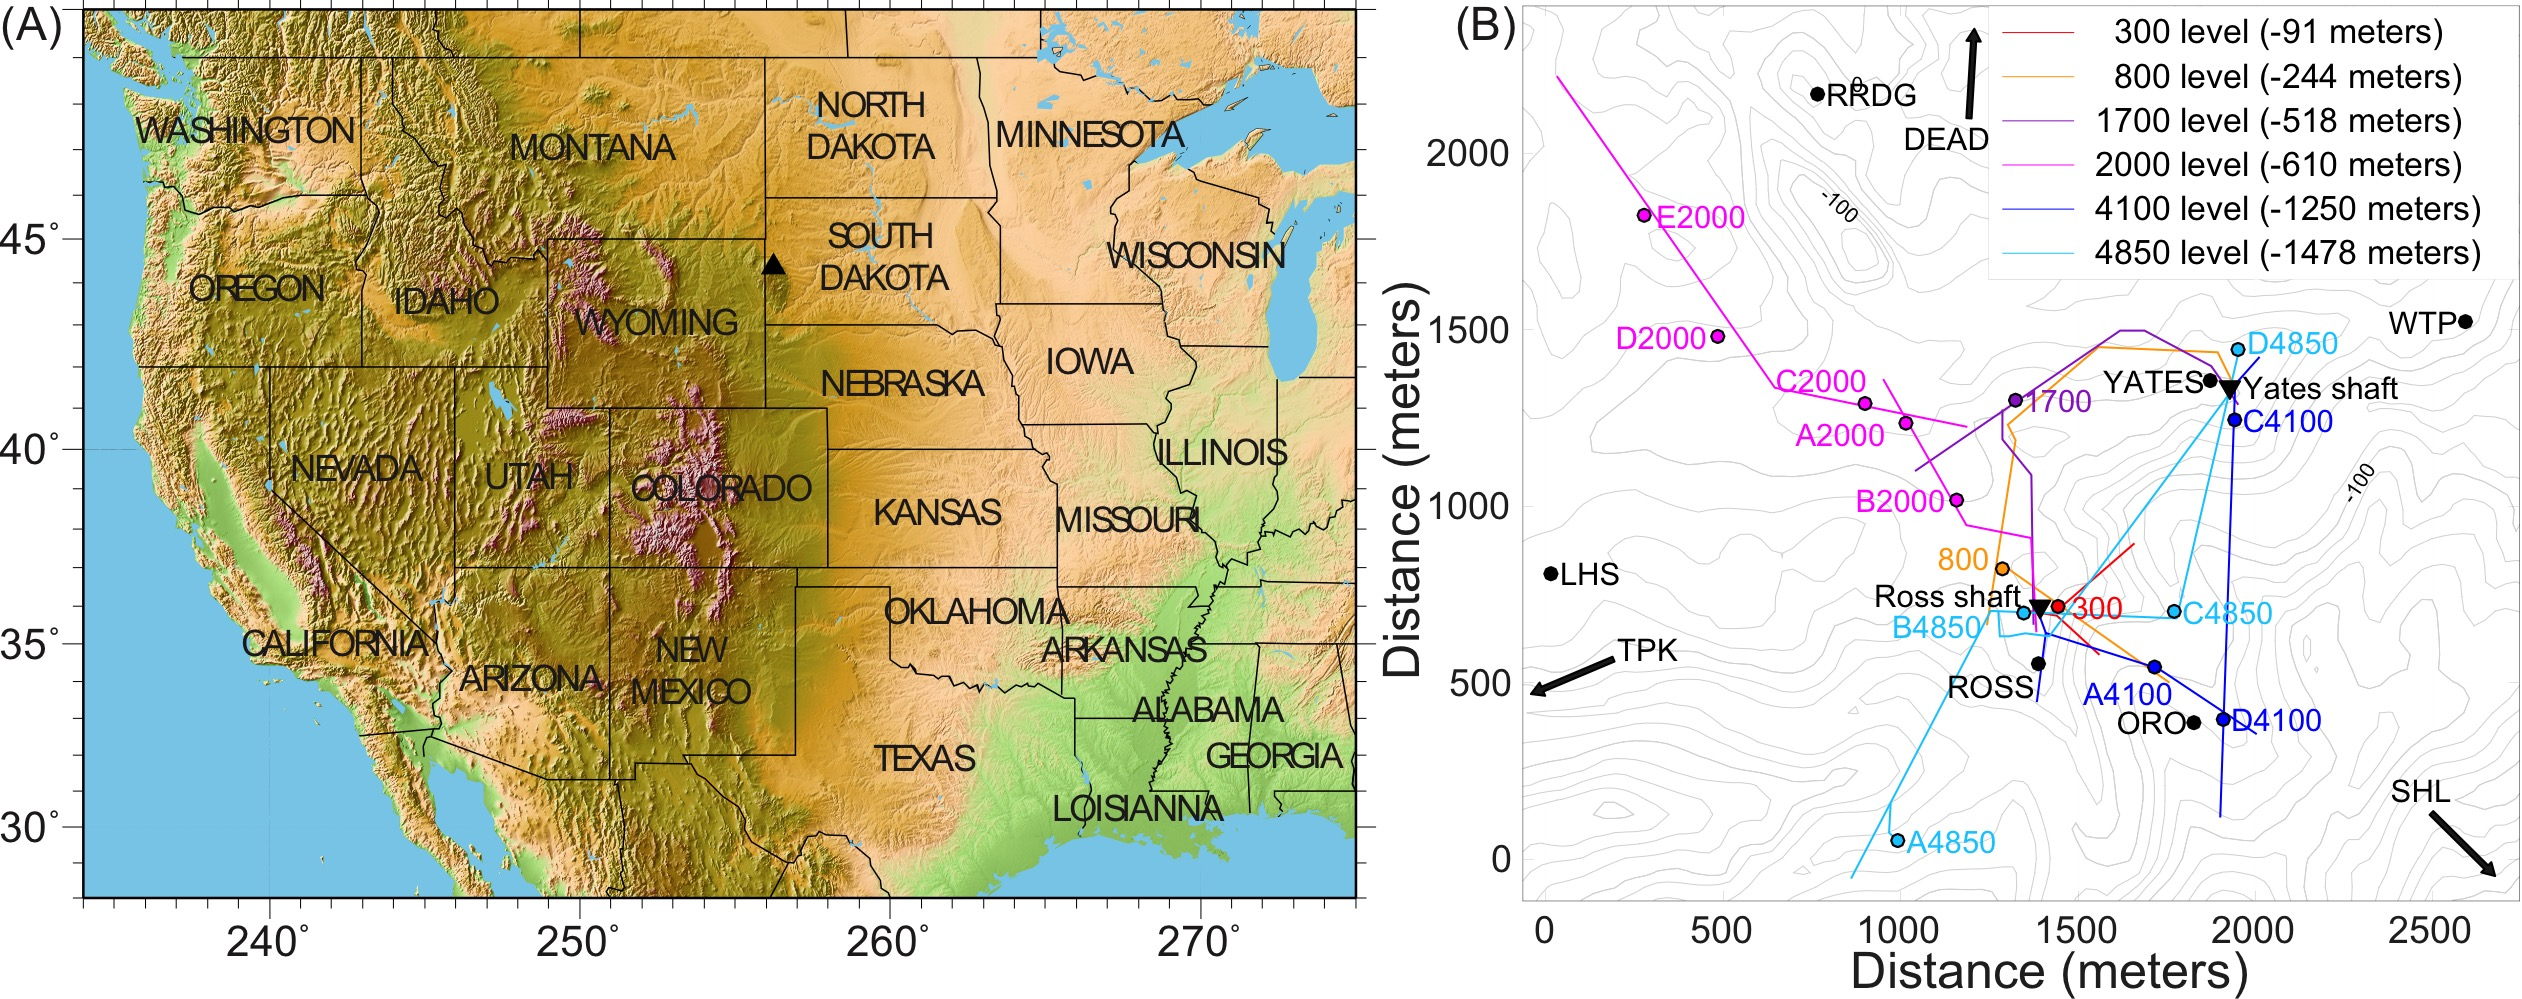 (A)
WASHINGTON
MONTANA
NORTH
DAKOTA
MINNESOTA
45°
OREGON
IDAHO
WYOMING
SOUTH
DAKOTA
WISCONSIN
IOWA
NEBRASKA
40°
NEVADA
UTAH
COLORADO
KANSAS
MISSOURI
ILLINOIS
35°
CALIFORNIA
ARIZONA
NEW
MEXICO
OKLAHOMA
ARKANSAS
ALABAMA
TEXAS
GEORGIA
LOISIANNA
30°
240°
250°
260°
270°
(B)
300 level (-91 meters)
800 level (-244 meters)
1700 level (-518 meters)
2000 level (-610 meters)
4100 level (-1250 meters)
4850 level (-1478 meters)
0
RRDG
DEAD
2000
-100
E2000
D2000
1500
WTP
D4850
YATES
Yates shaft
C2000
1700
C4100
A2000
-100
B2000
1000
800
LHS
Ross shaft
300
C4850
B4850
TPK
ROSS
A4100
500
ORO
D4100
SHL
A4850
0
Distance (meters)
0
500
1000
1500
2000
2500
Distance (meters)